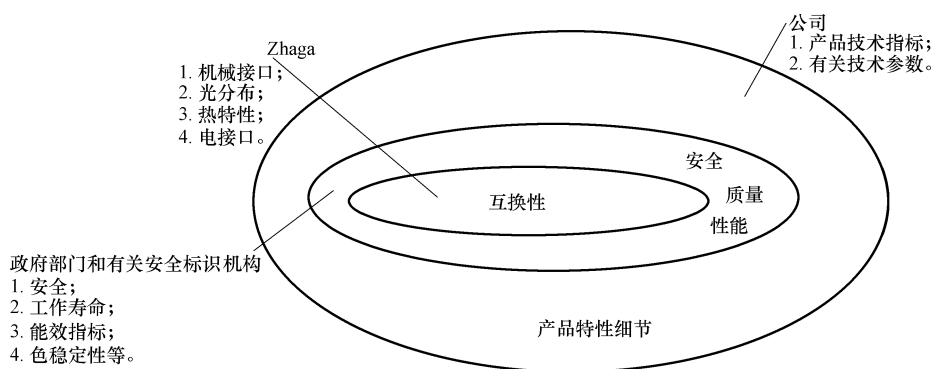 公司
1. 产品技术指标；
2. 有关技术参数。
Zhaga
1. 机械接口；
2. 光分布；
3. 热特性；
4. 电接口。
安全
质量
性能
互换性
政府部门和有关安全标识机构
1. 安全；
2. 工作寿命；
3. 能效指标；
4. 色稳定性等。
产品特性细节